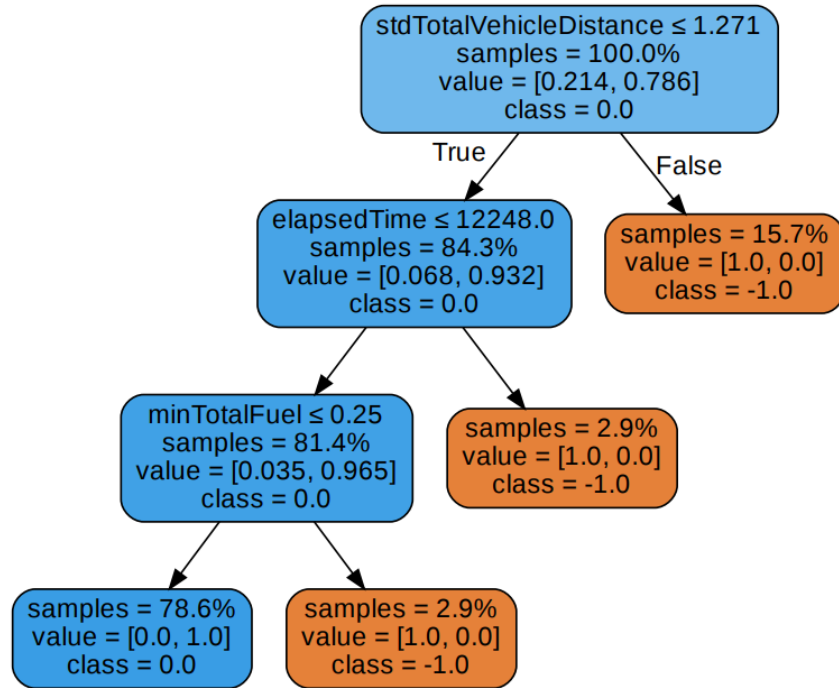 stdTotalVehicleDistance ≤ 1.271
samples = 100.0%
value = [0.214, 0.786]
class = 0.0
True
False
elapsedTime ≤ 12248.0
samples = 84.3%
value = [0.068, 0.932]
class = 0.0
samples = 15.7%
value = [1.0, 0.0]
class = -1.0
minTotalFuel ≤ 0.25
samples = 81.4%
value = [0.035, 0.965]
class = 0.0
samples = 2.9%
value = [1.0, 0.0]
class = -1.0
samples = 78.6%
value = [0.0, 1.0]
class = 0.0
samples = 2.9%
value = [1.0, 0.0]
class = -1.0